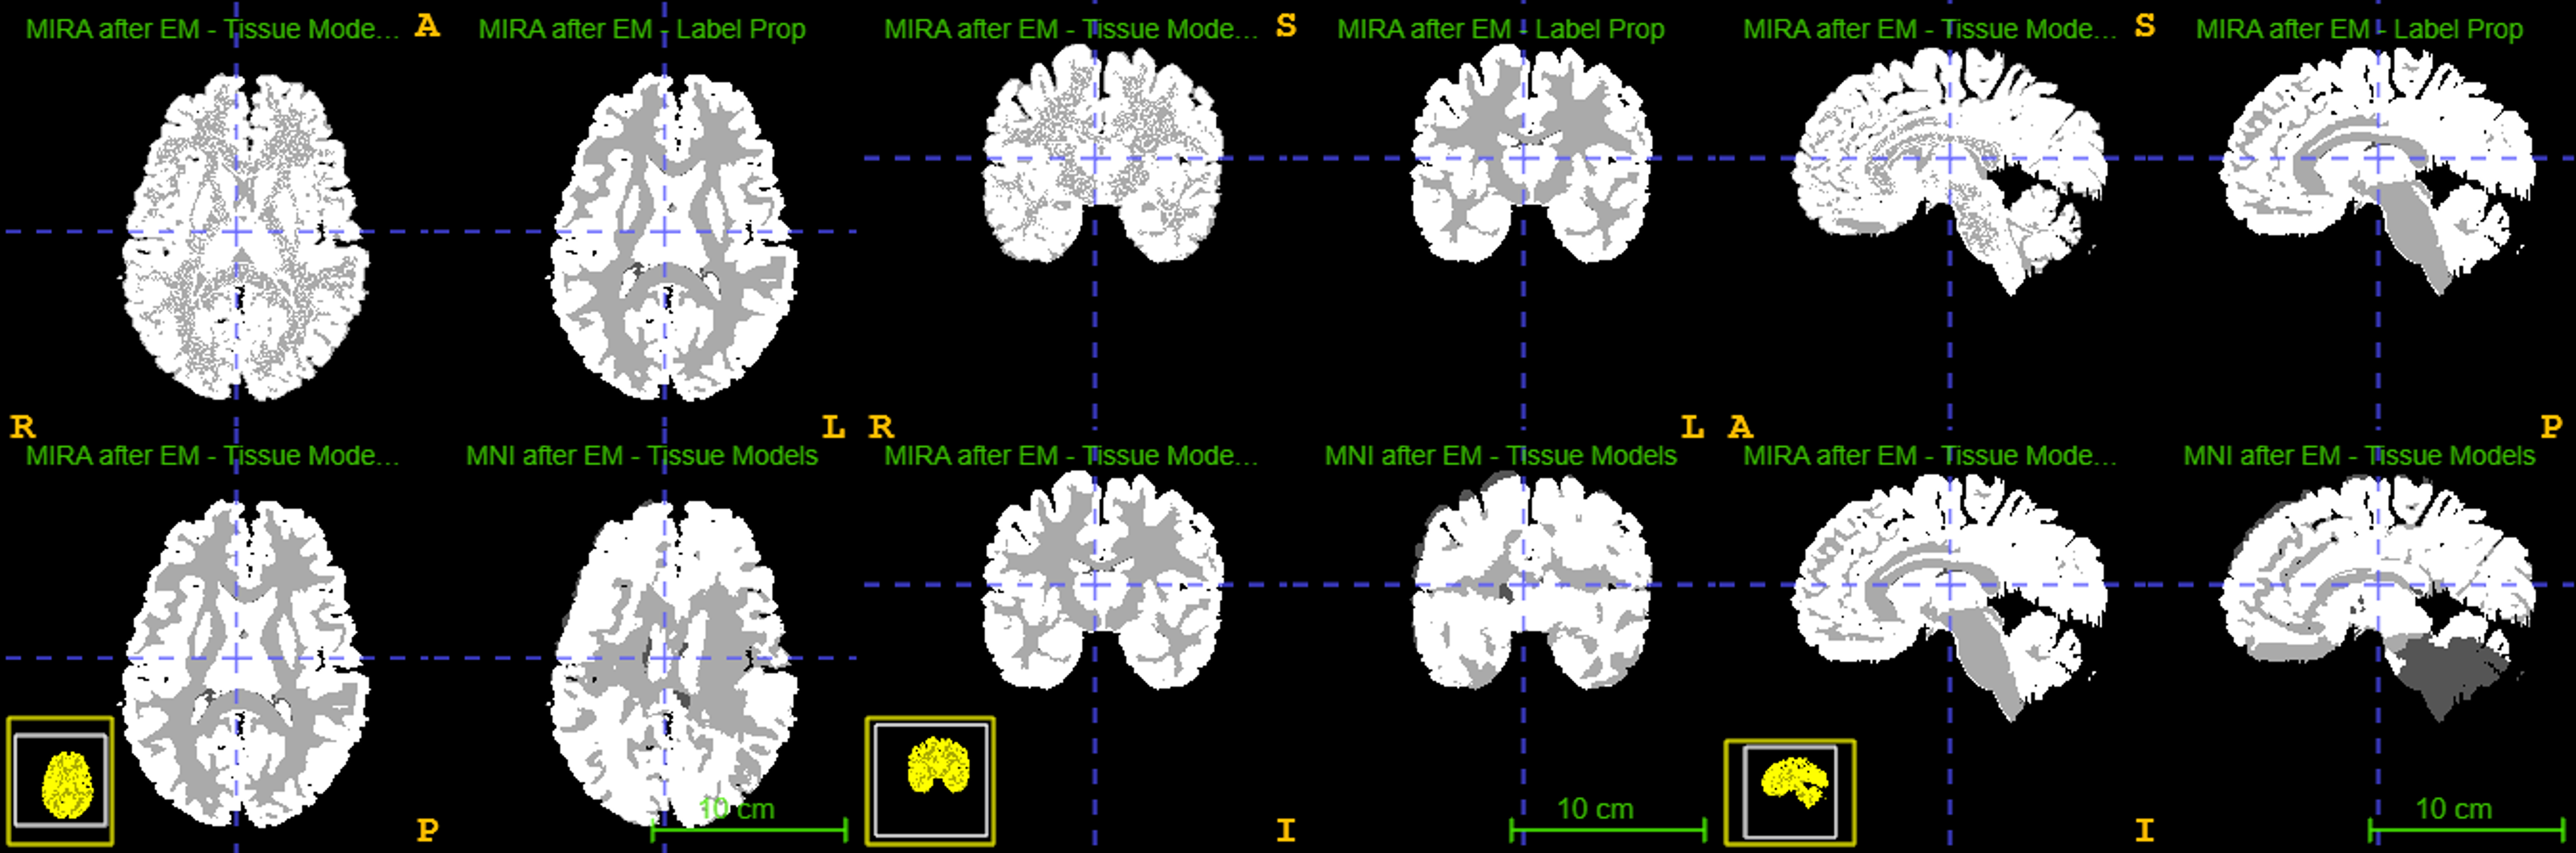 MIRA after EM - Tissue Mode... A MIRA after EM - Label Prop MIRA after EM - Tissue Mode... S MIRA after EM - Label Prop MIRA after EM - Tissue Mode... S MIRA after EM - Label Prop
R L R L A P
MIRA after EM - Tissue Mode... MNI after EM - Tissue Models MIRA after EM - Tissue Mode... MNI after EM - Tissue Models MIRA after EM - Tissue Mode... MNI after EM - Tissue Models
10 cm 10 cm 10 cm
P I I